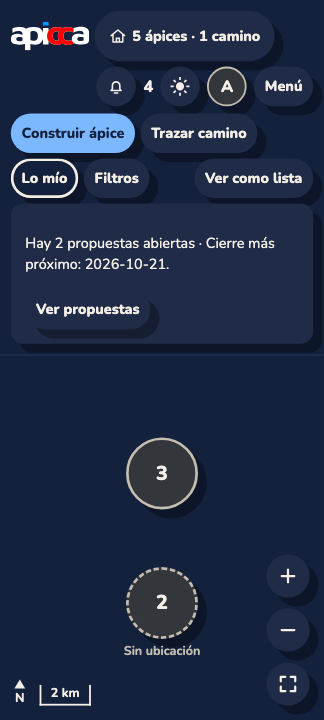 apicca
5 ápices · 1 camino
4
A
Menú
Construir ápice
Trazar camino
Lo mío
Filtros
Ver como lista
Hay 2 propuestas abiertas · Cierre más
próximo: 2026-10-21.
Ver propuestas
3
2
Sin ubicación
N
2 km